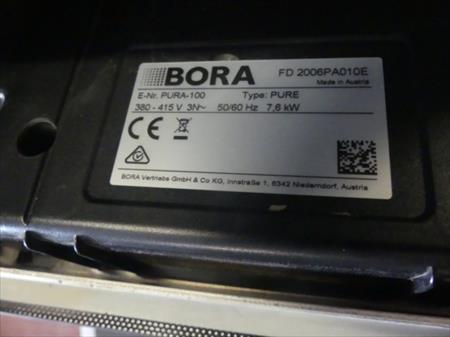 BORA
FD 2006PA010E
Made in Austria
E-Nr. PURA-100 Type: PURE
380 - 415 V 3N~ 50/60 Hz 7,6 kW
CE
BORA Vertriebs GmbH & Co KG, Innstraße 1, 6342 Niederndorf, Austria